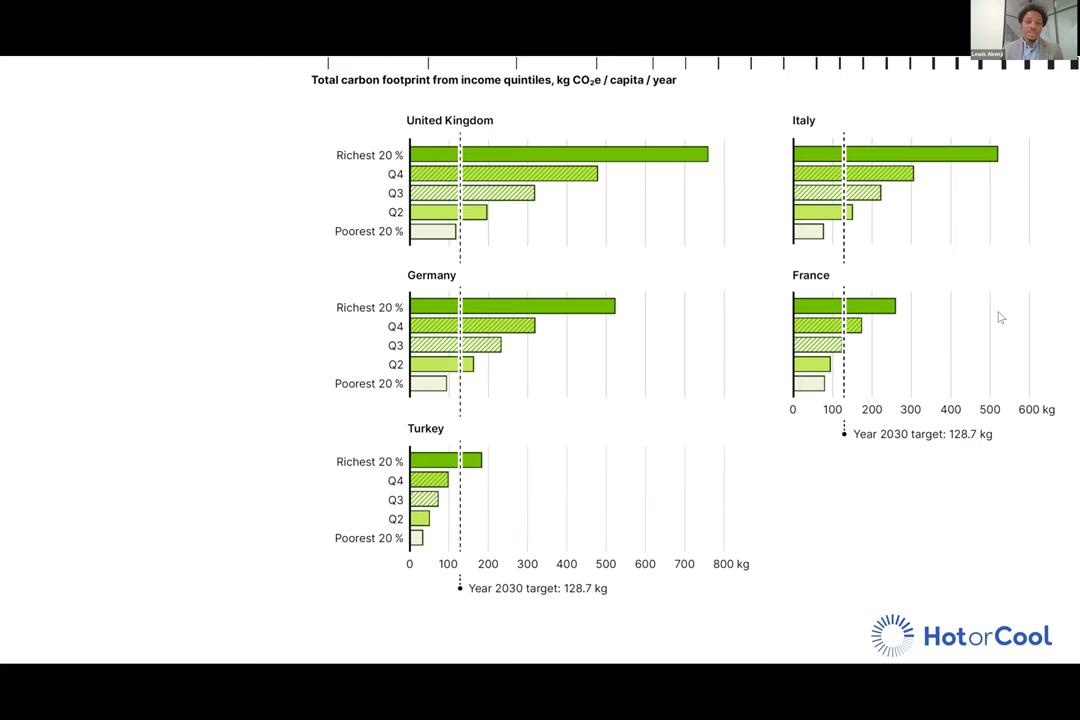 Lewis Akenji
Total carbon footprint from income quintiles, kg CO₂e / capita / year
United Kingdom
Richest 20 %
Q4
Q3
Q2
Poorest 20 %
Italy
Germany
Richest 20 %
Q4
Q3
Q2
Poorest 20 %
France
0 100 200 300 400 500 600 kg
Year 2030 target: 128.7 kg
Turkey
Richest 20 %
Q4
Q3
Q2
Poorest 20 %
0 100 200 300 400 500 600 700 800 kg
Year 2030 target: 128.7 kg
HotorCool